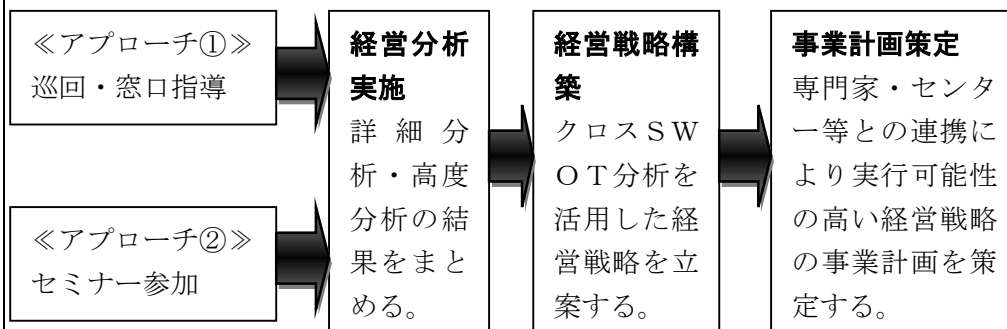 ≪アプローチ①≫
巡回・窓口指導
≪アプローチ②≫
セミナー参加
経営分析
実施
詳細分
析・高度
分析の結
果をまと
める。
経営戦略構
築
クロスＳＷ
ＯＴ分析を
活用した経
営戦略を立
案する。
事業計画策定
専門家・センタ
ー等との連携に
より実行可能性
の高い経営戦略
の事業計画を策
定する。